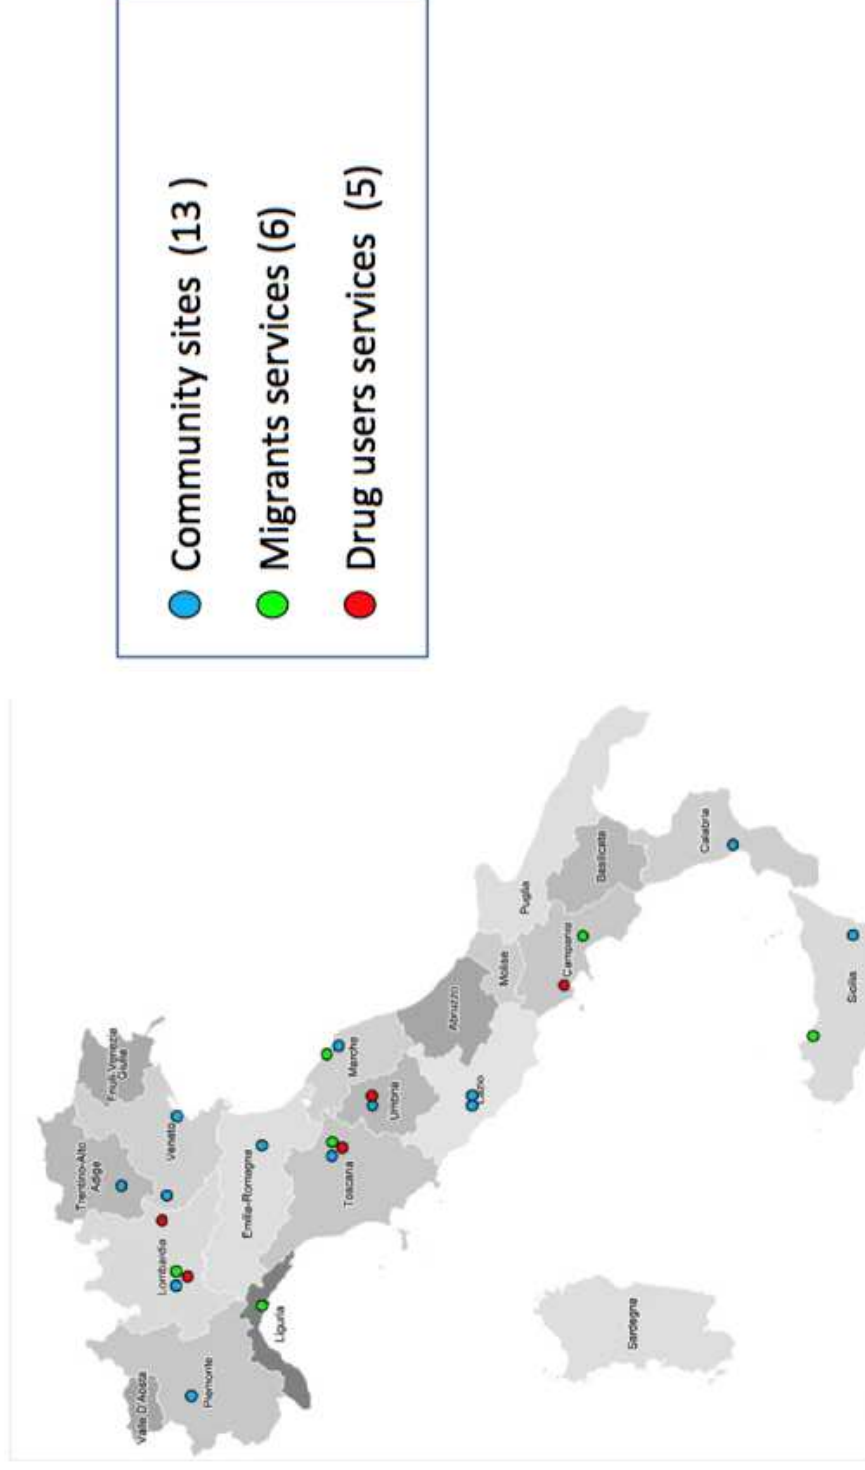 Community sites (13 )
Migrants services (6)
Drug users services (5)
Trentino-Alto
Adige
Friuli-Venezia
Giulia
Valle D'Aosta
Lombardia
Veneto
Piemonte
Emilia-Romagna
Liguria
Toscana
Marche
Umbria
Abruzzo
Lazio
Molise
Puglia
Campania
Basilicata
Sardegna
Calabria
Sicilia